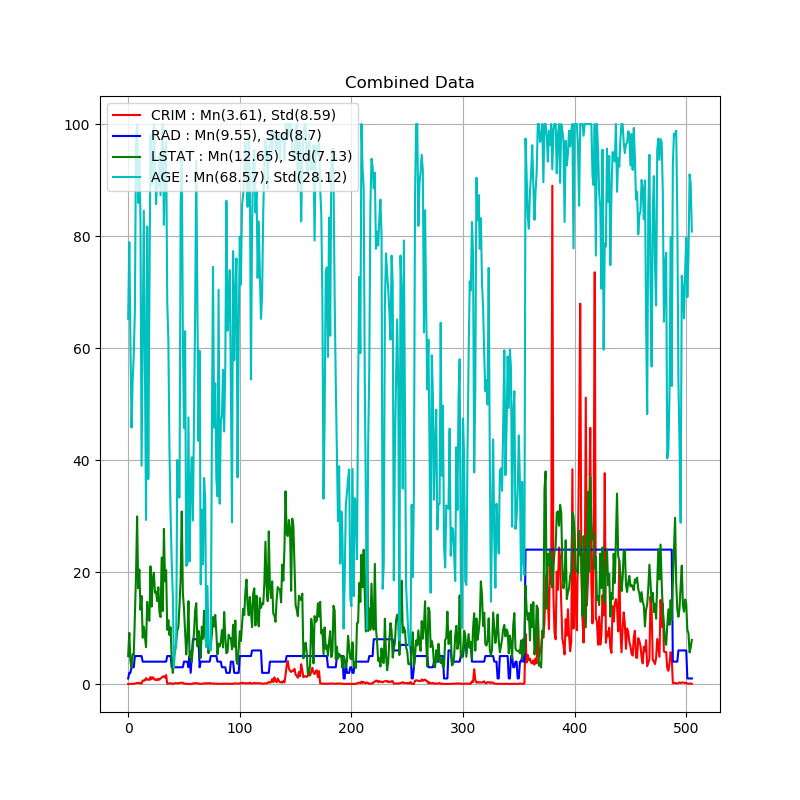 Combined Data
CRIM : Mn(3.61), Std(8.59)
RAD : Mn(9.55), Std(8.7)
LSTAT : Mn(12.65), Std(7.13)
AGE : Mn(68.57), Std(28.12)
100
80
60
40
20
0
0 100 200 300 400 500